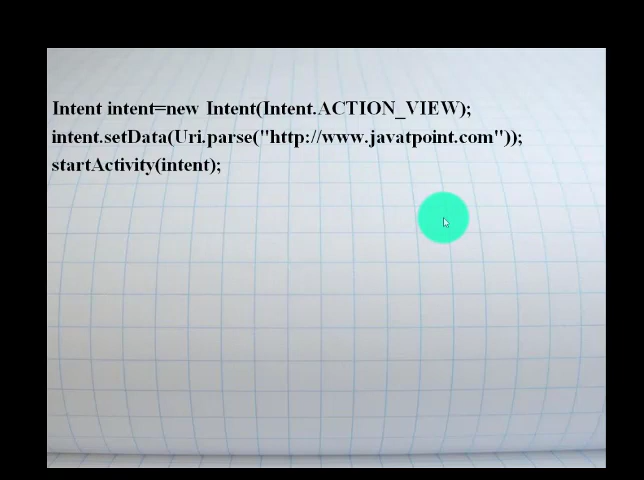 Intent intent=new Intent(Intent.ACTION_VIEW);
intent.setData(Uri.parse("http://www.javatpoint.com"));
startActivity(intent);